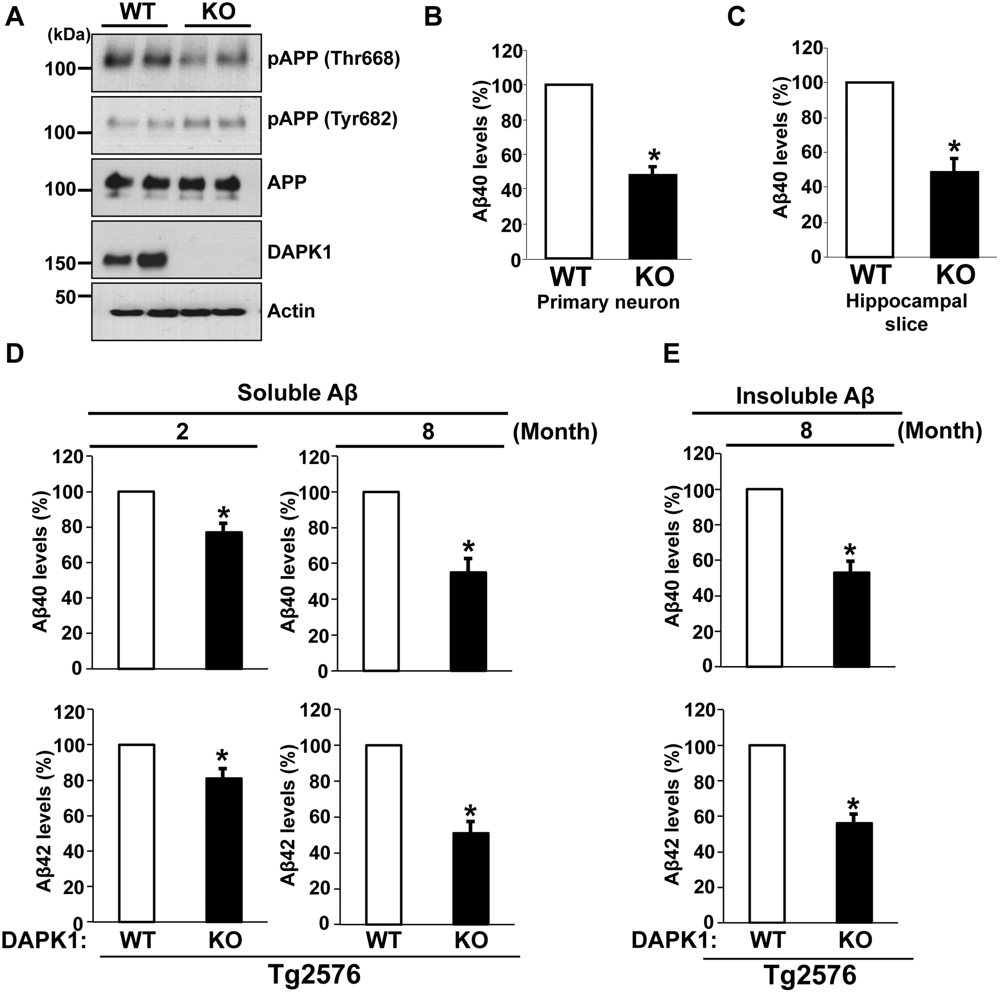 A
WT KO
(kDa)
100 pAPP (Thr668)
100 pAPP (Tyr682)
100 APP
150 DAPK1
50
Actin
B
Aβ40 levels (%)
120
100
80
60
40
20
0
*
WT KO
Primary neuron
C
Aβ40 levels (%)
120
100
80
60
40
20
0
*
WT KO
Hippocampal
slice
D
Soluble Aβ
2 8 (Month)
Aβ40 levels (%)
120
100
80
60
40
20
0
*
Aβ40 levels (%)
120
100
80
60
40
20
0
*
Aβ42 levels (%)
120
100
80
60
40
20
0
*
Aβ42 levels (%)
120
100
80
60
40
20
0
*
DAPK1: WT KO WT KO
Tg2576
E
Insoluble Aβ
8 (Month)
Aβ40 levels (%)
120
100
80
60
40
20
0
*
Aβ42 levels (%)
120
100
80
60
40
20
0
*
DAPK1: WT KO
Tg2576